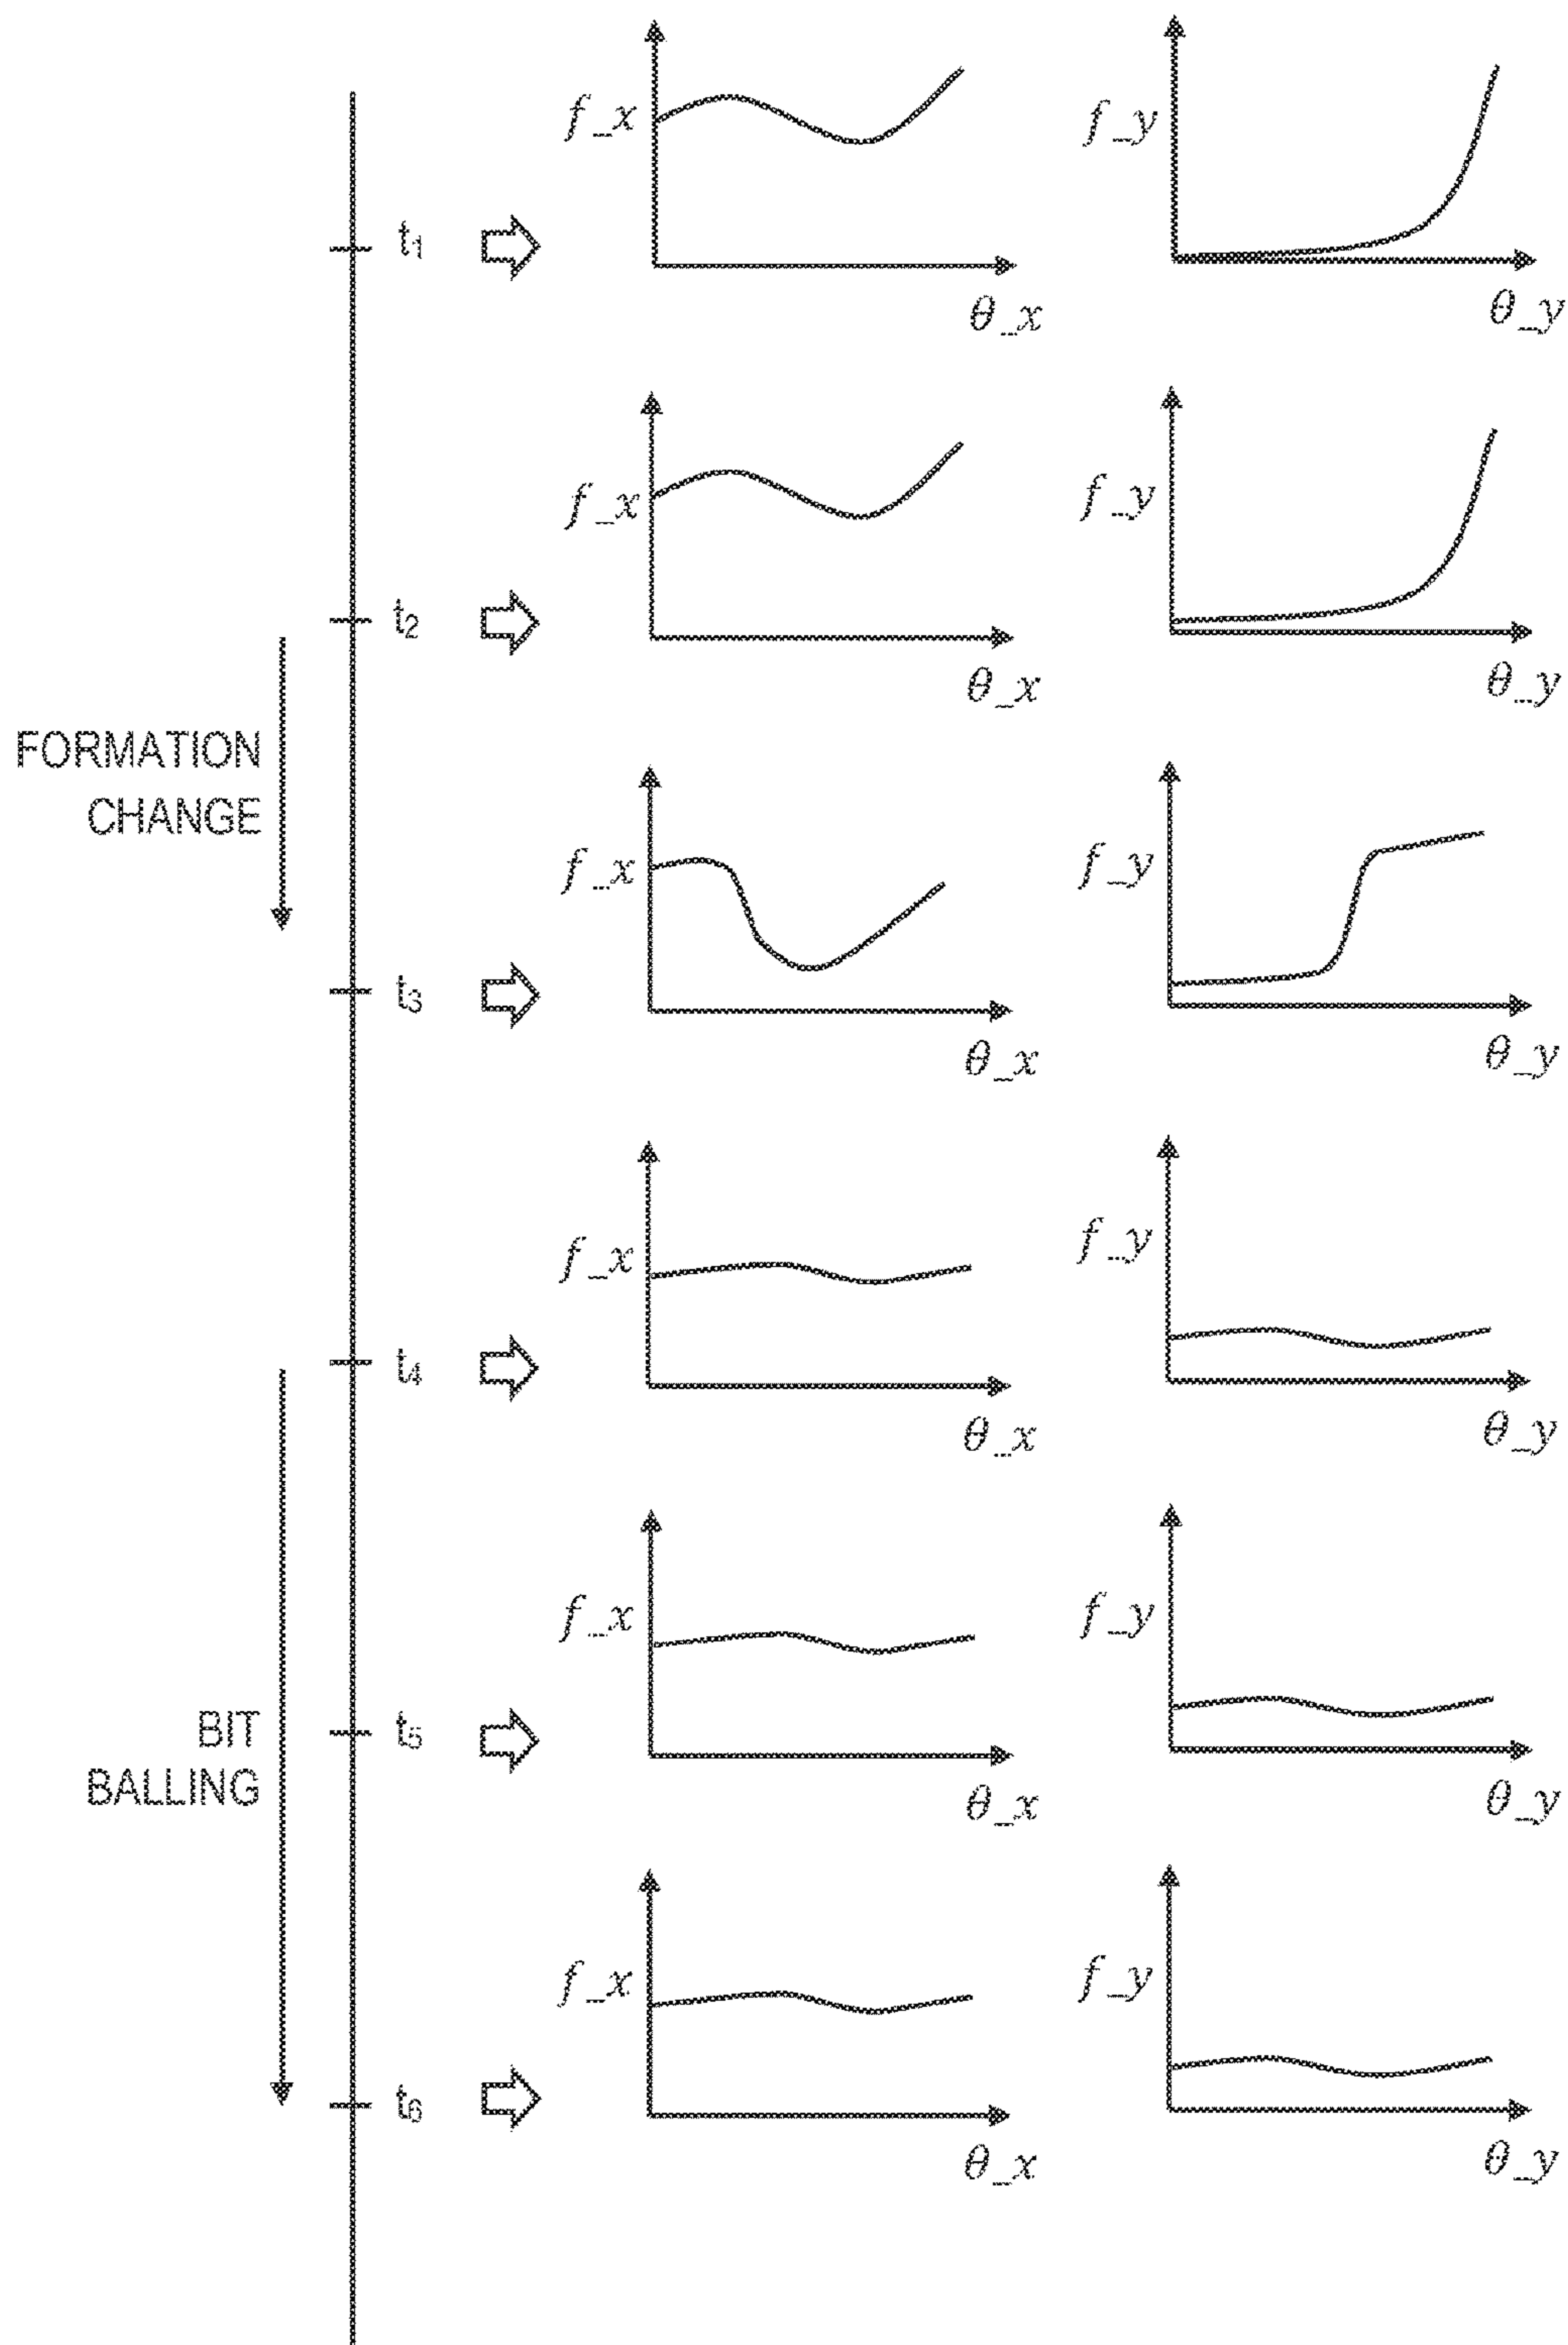 f_x
f_y
t₁
θ_x
θ_y
f_x
f_y
t₂
θ_x
θ_y
FORMATION
CHANGE
f_x
f_y
t₃
θ_x
θ_y
f_x
f_y
t₄
θ_x
θ_y
f_x
f_y
BIT
BALLING
t₅
θ_x
θ_y
f_x
f_y
t₆
θ_x
θ_y